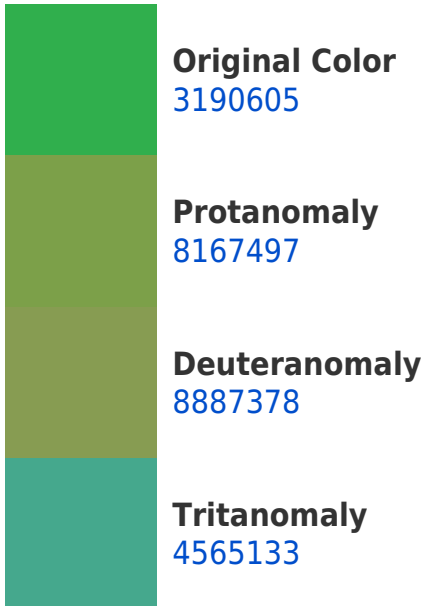 Original Color
3190605
Protanomaly
8167497
Deuteranomaly
8887378
Tritanomaly
4565133